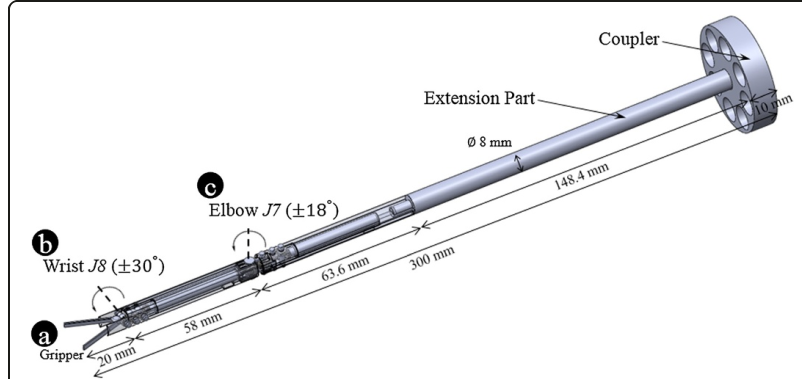 Coupler
Extension Part
10 mm
Ø 8 mm
148.4 mm
c
Elbow J7 (±18°)
b
Wrist J8 (±30°)
63.6 mm
300 mm
58 mm
a
Gripper
20 mm